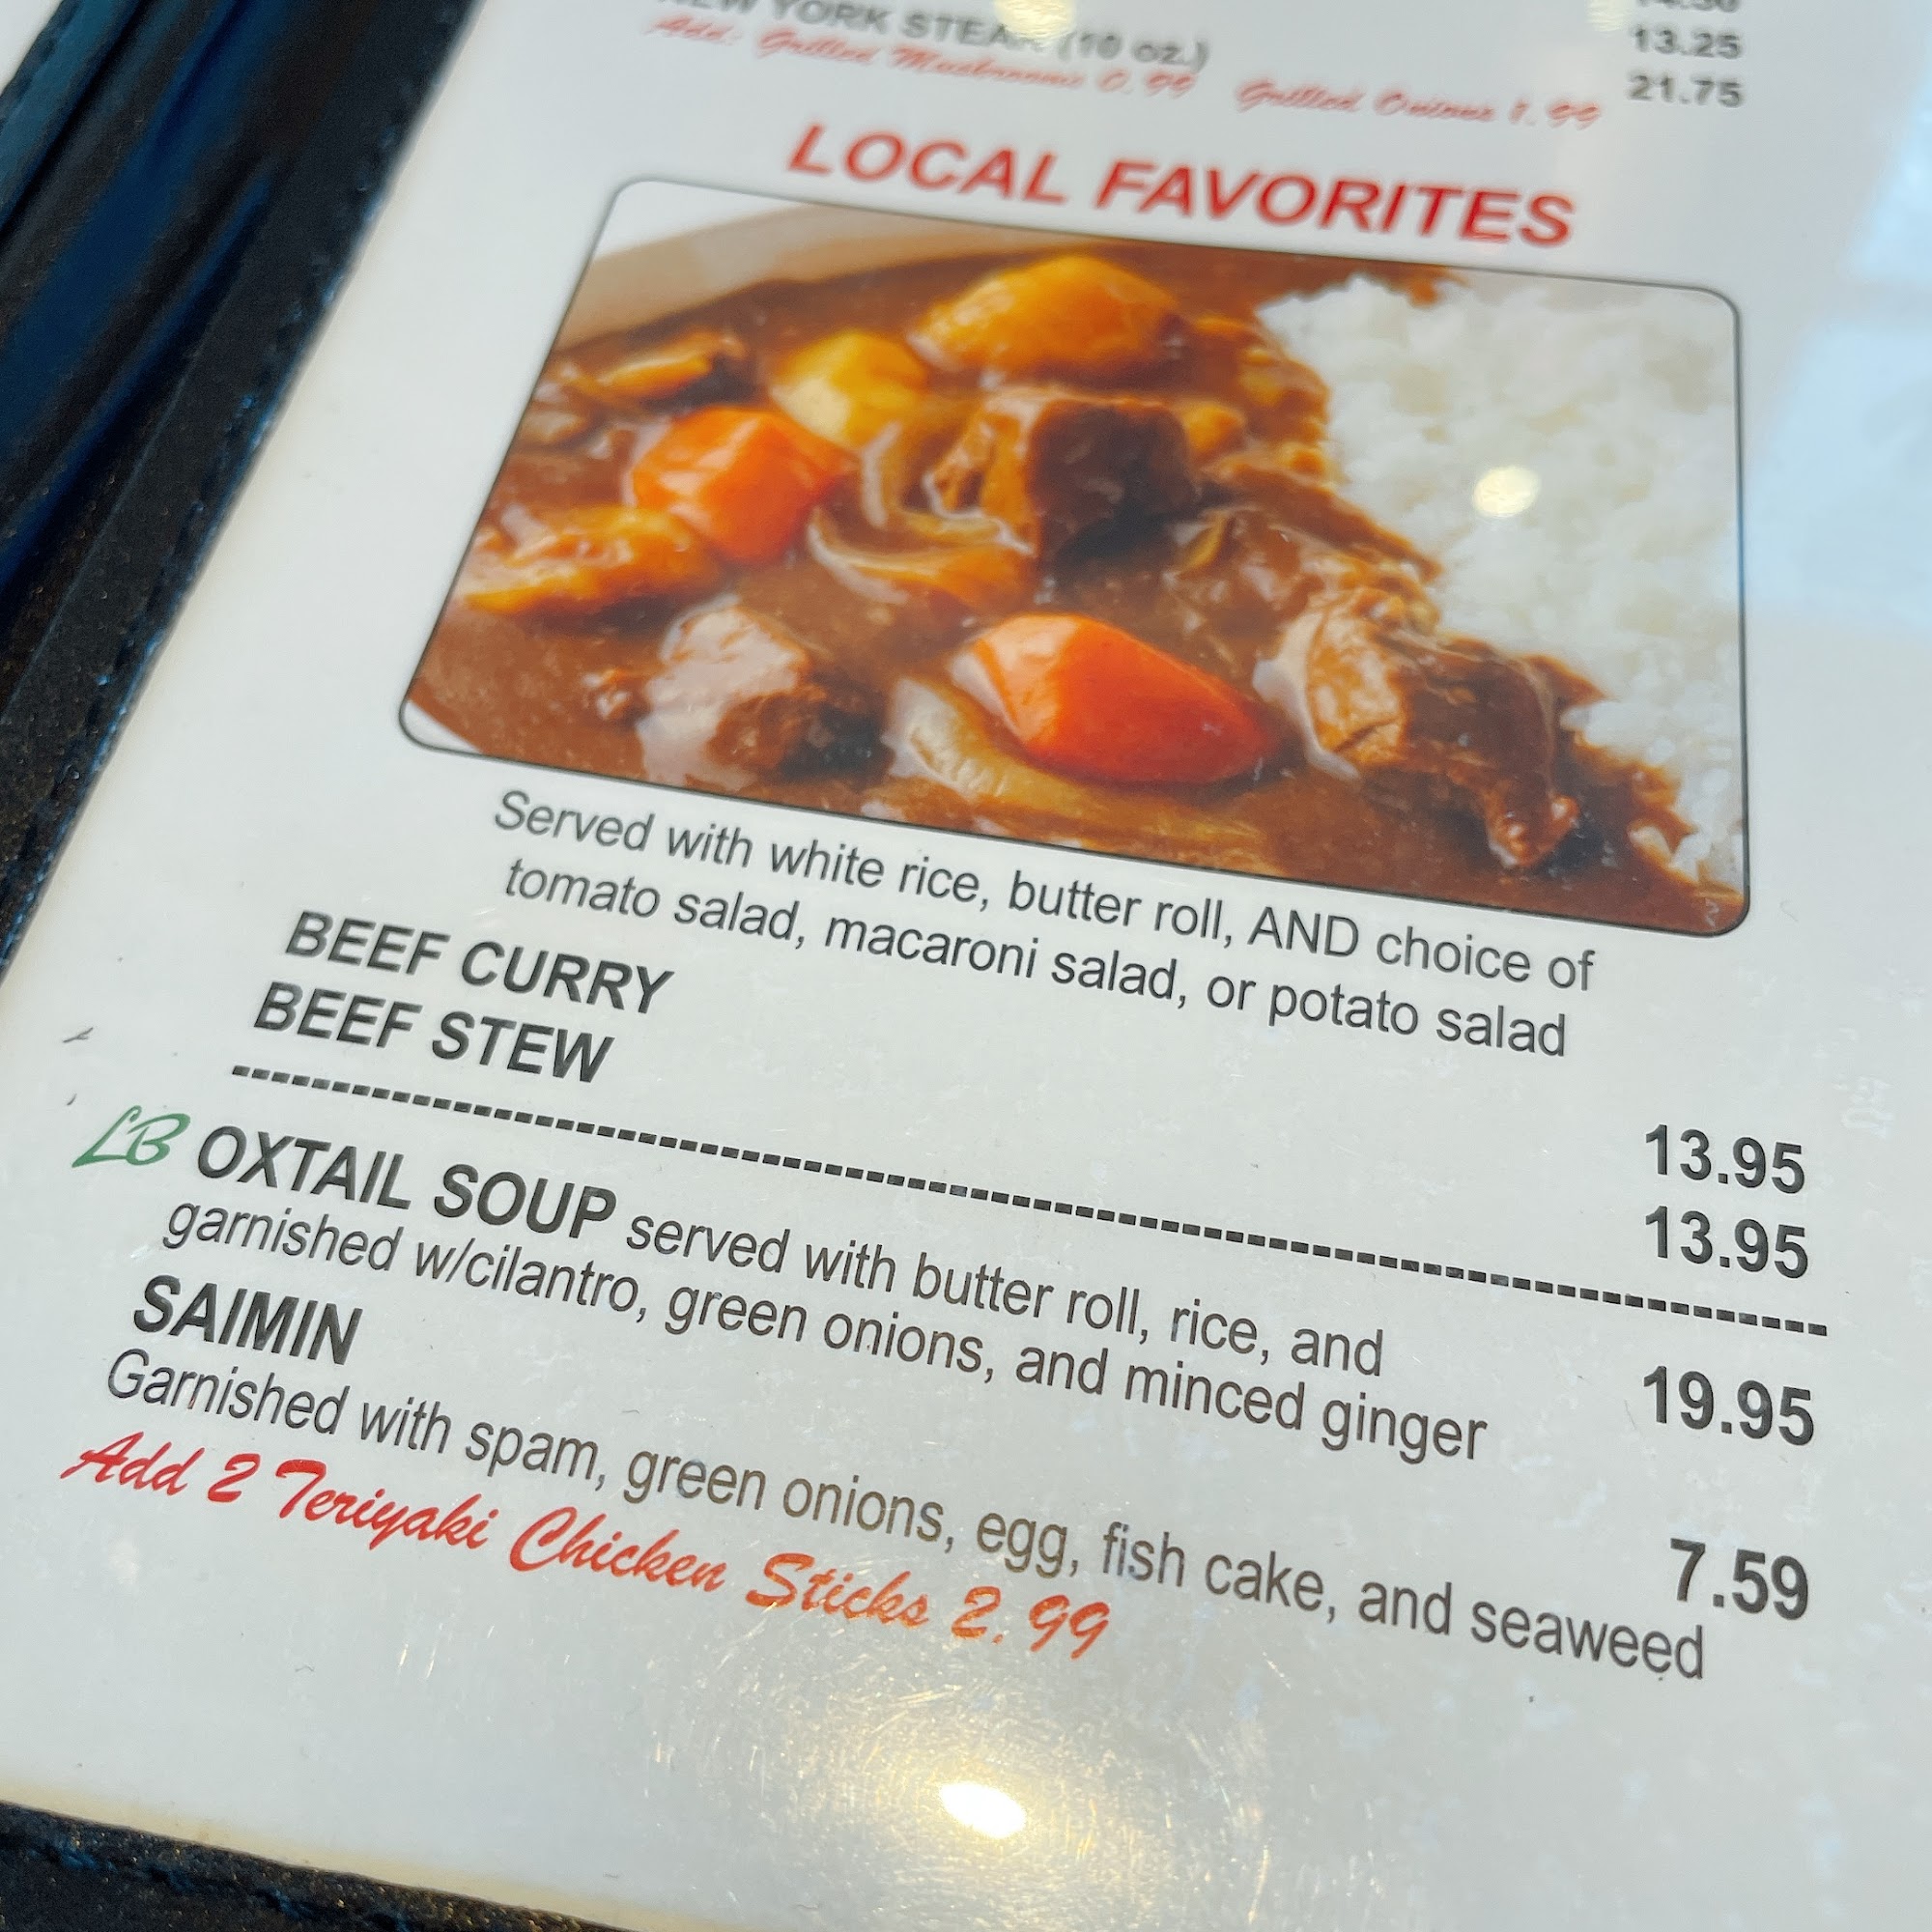 YORK STEAK (10 oz.)
13.25
21.75
Add: Grilled Mushrooms 0.99 Grilled Onions 1.99
LOCAL FAVORITES
Served with white rice, butter roll, AND choice of
tomato salad, macaroni salad, or potato salad
BEEF CURRY 13.95
BEEF STEW 13.95
LB OXTAIL SOUP served with butter roll, rice, and 19.95
garnished w/cilantro, green onions, and minced ginger
SAIMIN 7.59
Garnished with spam, green onions, egg, fish cake, and seaweed
Add 2 Teriyaki Chicken Sticks 2.99